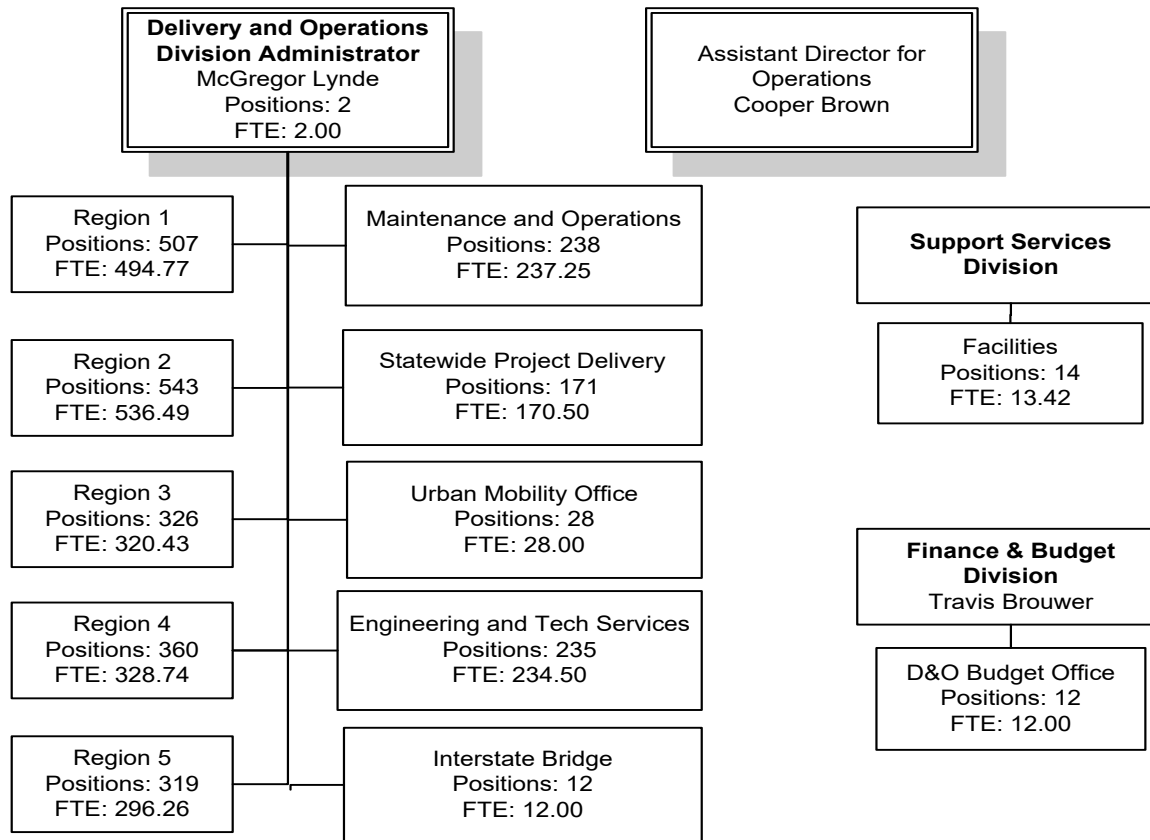 Delivery and Operations
Division Administrator
McGregor Lynde
Positions: 2
FTE: 2.00
Assistant Director for
Operations
Cooper Brown
Region 1
Positions: 507
FTE: 494.77
Maintenance and Operations
Positions: 238
FTE: 237.25
Support Services
Division
Region 2
Positions: 543
FTE: 536.49
Statewide Project Delivery
Positions: 171
FTE: 170.50
Facilities
Positions: 14
FTE: 13.42
Region 3
Positions: 326
FTE: 320.43
Urban Mobility Office
Positions: 28
FTE: 28.00
Finance & Budget
Division
Travis Brouwer
Region 4
Positions: 360
FTE: 328.74
Engineering and Tech Services
Positions: 235
FTE: 234.50
D&O Budget Office
Positions: 12
FTE: 12.00
Region 5
Positions: 319
FTE: 296.26
Interstate Bridge
Positions: 12
FTE: 12.00